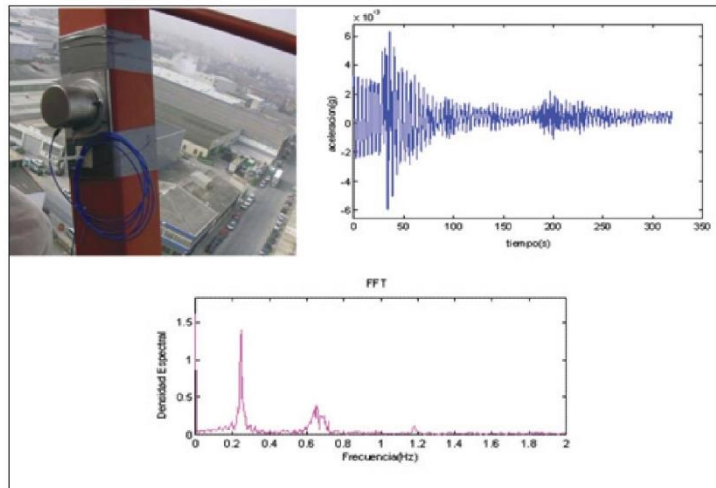 x 10⁻³
6
4
2
0
-2
-4
-6
aceleracion(g)
0 50 100 150 200 250 300 350
tiempo(s)
FFT
1.5
1
0.5
0
Densidad Espectral
0 0.2 0.4 0.6 0.8 1 1.2 1.4 1.6 1.8 2
Frecuencia(Hz)